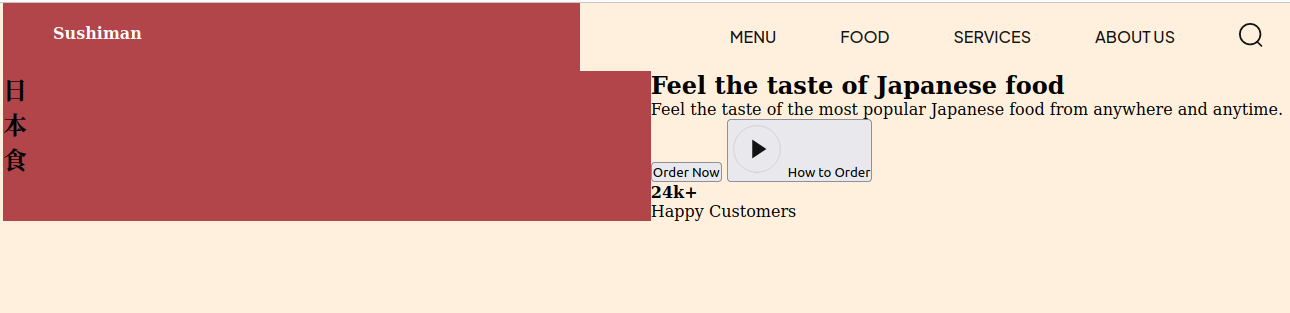 Sushiman
MENU FOOD SERVICES ABOUT US
日
本
食
Feel the taste of Japanese food
Feel the taste of the most popular Japanese food from anywhere and anytime.
Order Now How to Order
24k+
Happy Customers